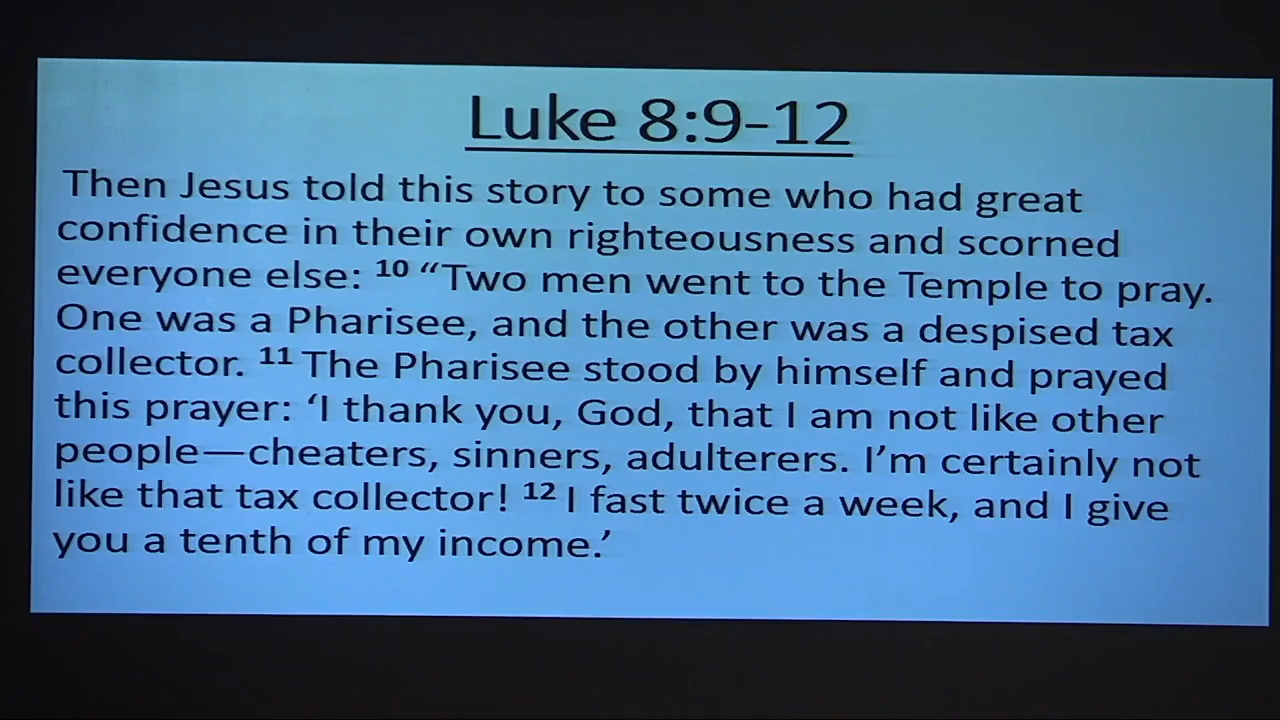 Luke 8:9-12
Then Jesus told this story to some who had great
confidence in their own righteousness and scorned
everyone else: 10 “Two men went to the Temple to pray.
One was a Pharisee, and the other was a despised tax
collector. 11 The Pharisee stood by himself and prayed
this prayer: ‘I thank you, God, that I am not like other
people—cheaters, sinners, adulterers. I’m certainly not
like that tax collector! 12 I fast twice a week, and I give
you a tenth of my income.’